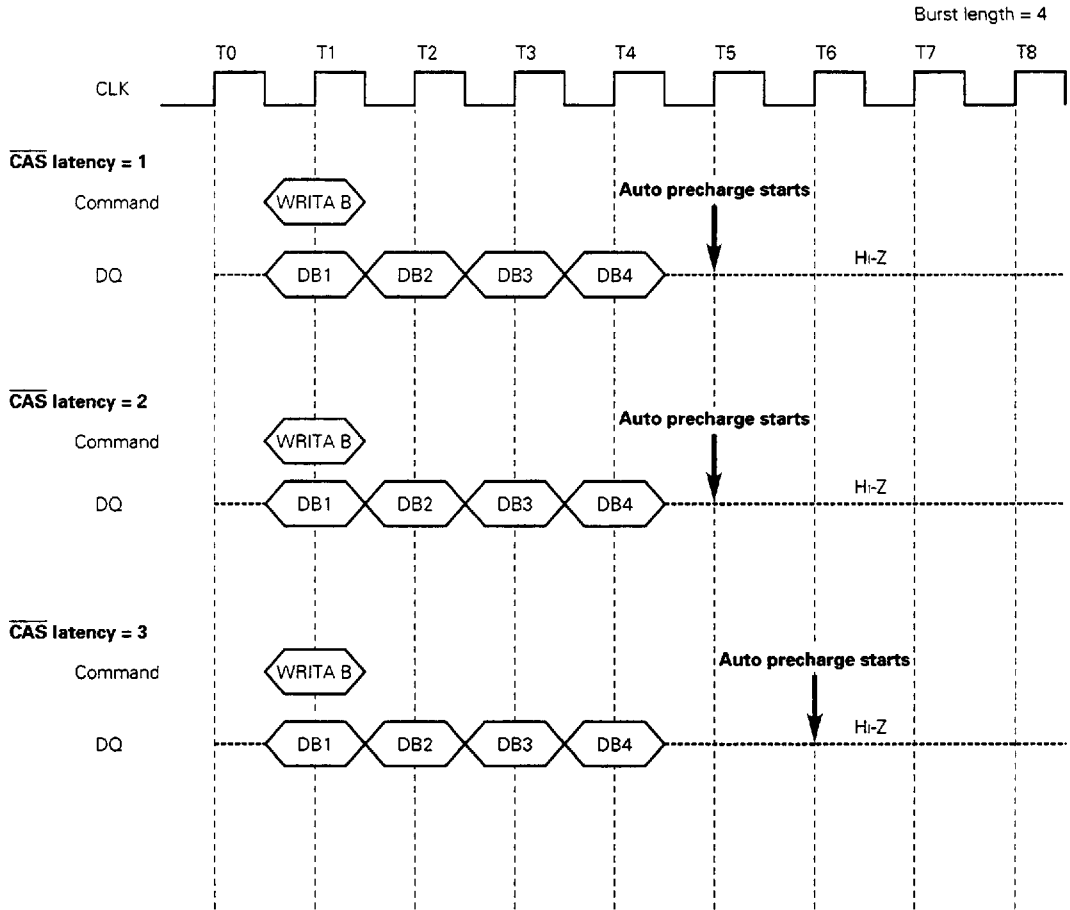 Burst length = 4
T0 T1 T2 T3 T4 T5 T6 T7 T8
CLK
CAS latency = 1
Auto precharge starts
Command WRITA B
Hi-Z
DQ DB1 DB2 DB3 DB4
CAS latency = 2
Auto precharge starts
Command WRITA B
Hi-Z
DQ DB1 DB2 DB3 DB4
CAS latency = 3
Auto precharge starts
Command WRITA B
Hi-Z
DQ DB1 DB2 DB3 DB4